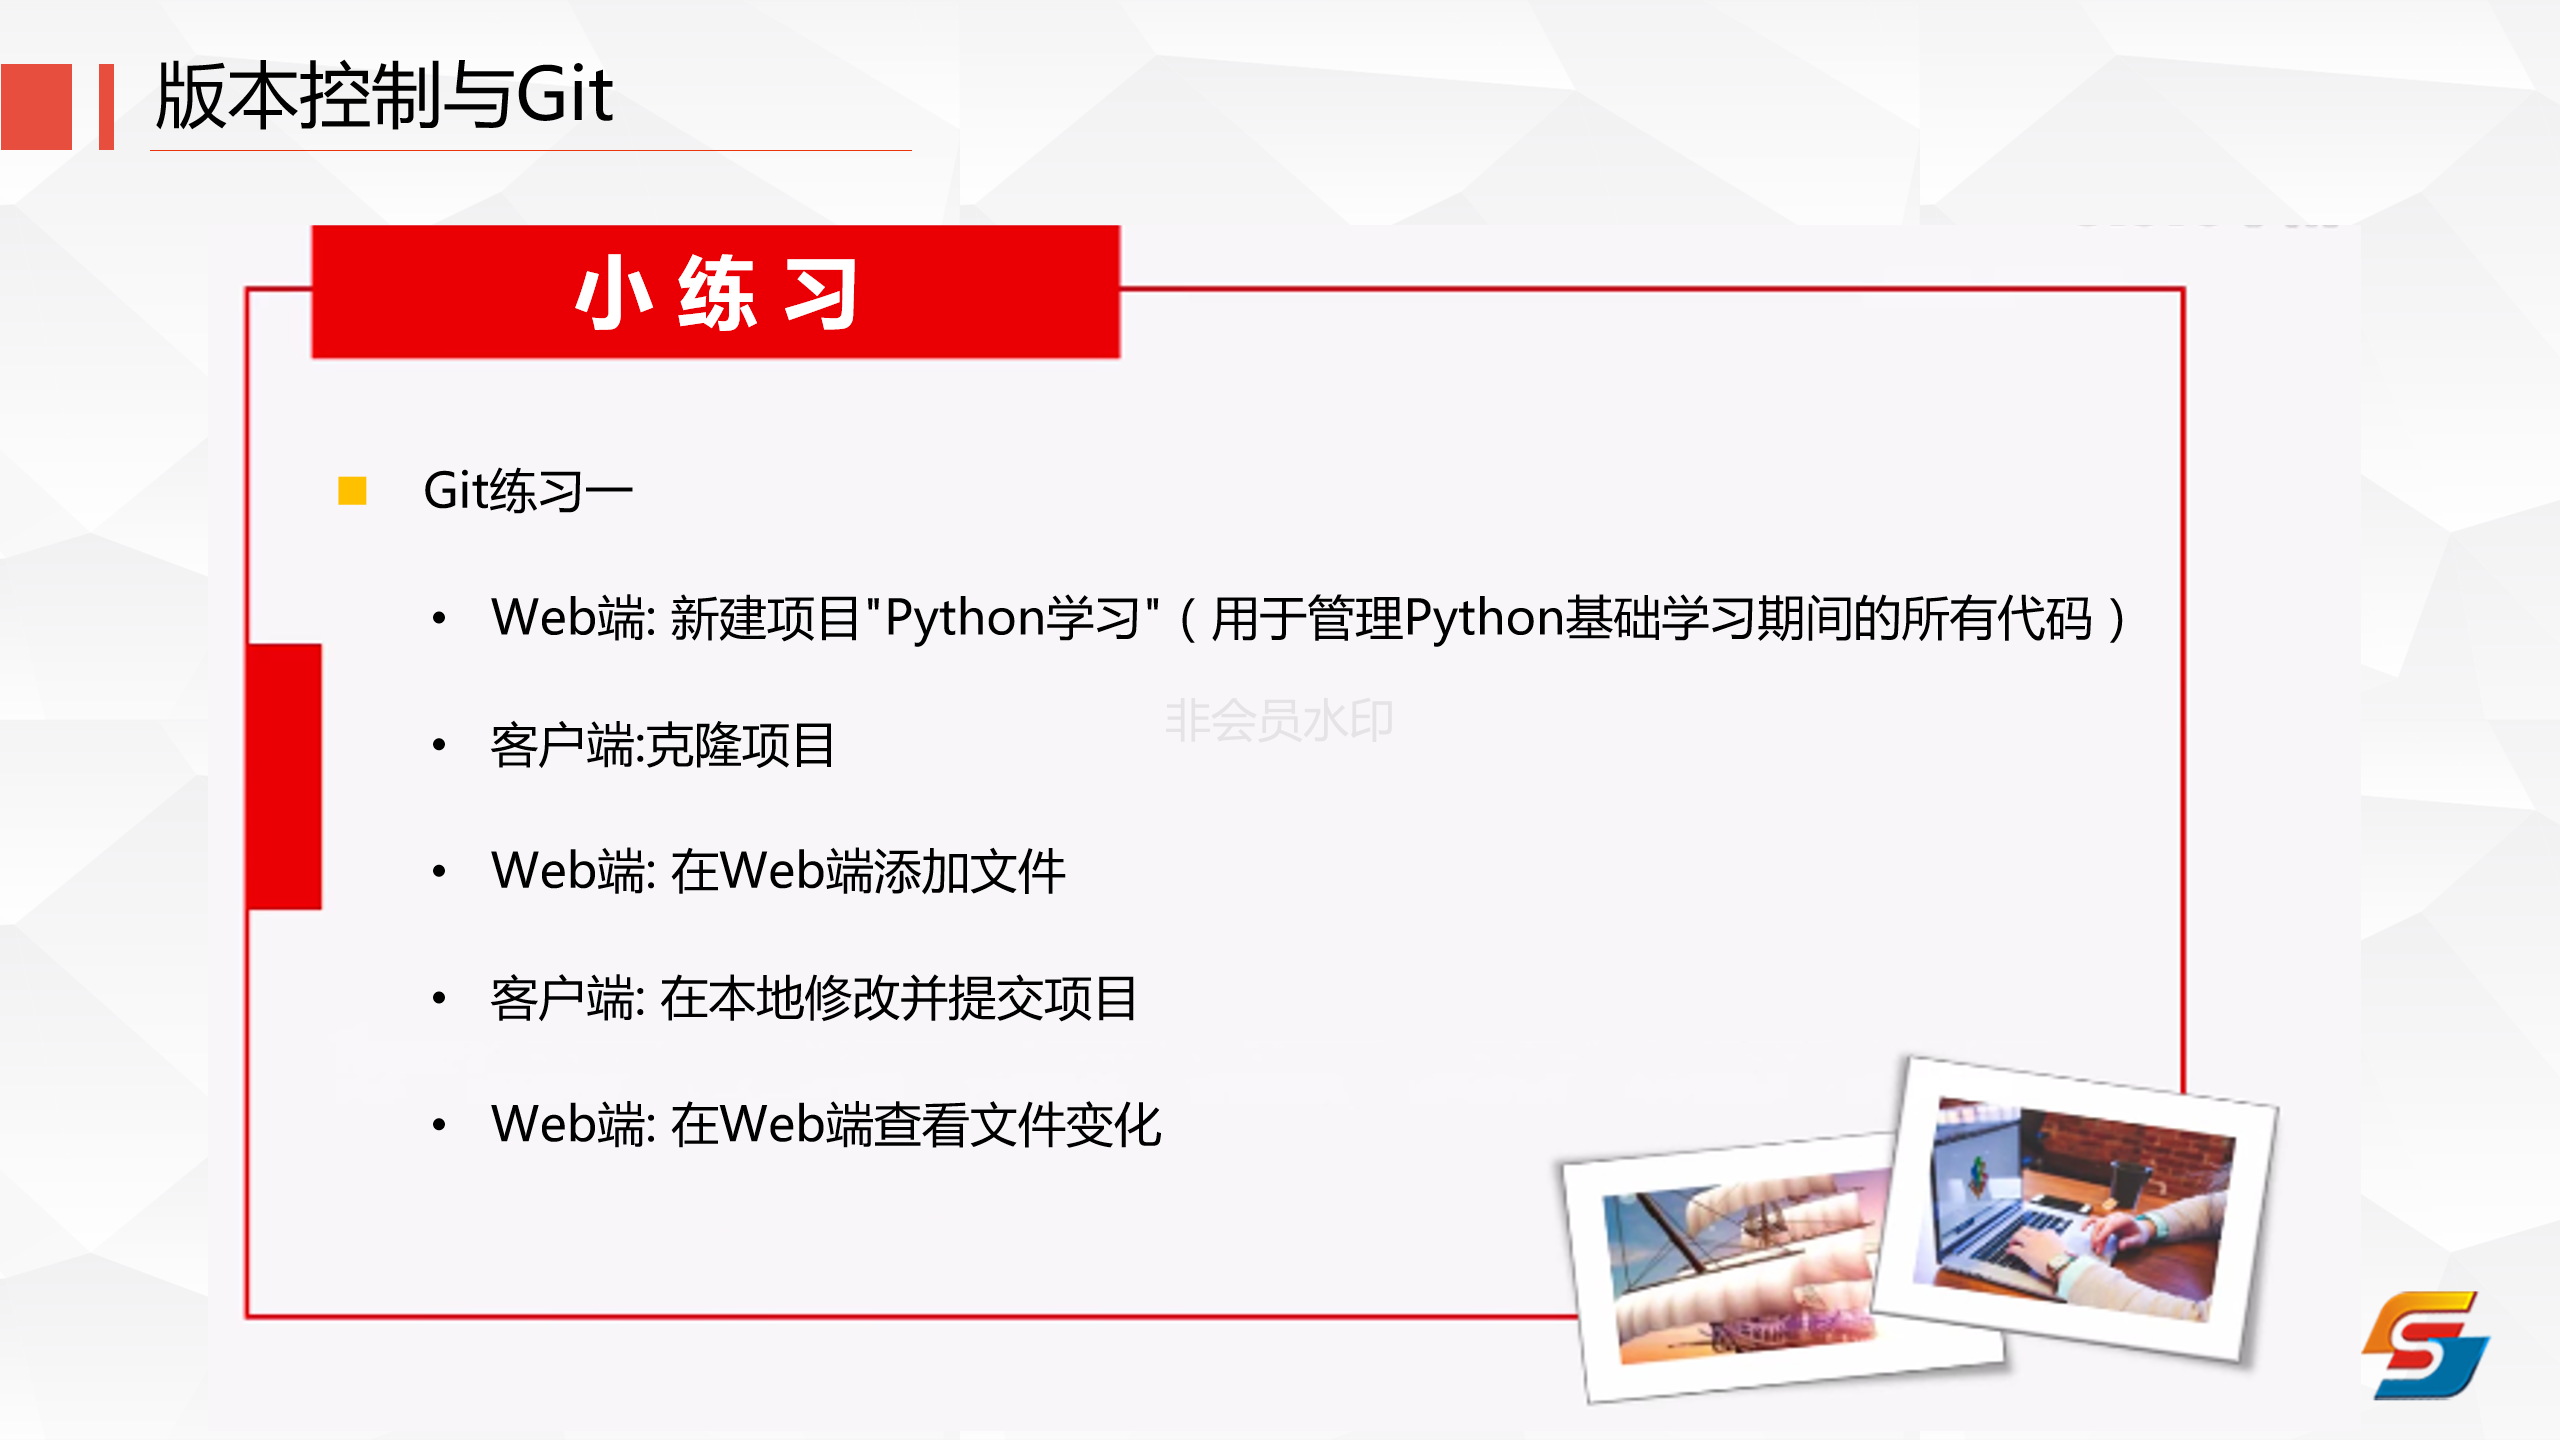 版本控制与Git
小练习
Git练习一
Web端: 新建项目"Python学习"（用于管理Python基础学习期间的所有代码）
非会员水印
客户端:克隆项目
Web端: 在Web端添加文件
客户端: 在本地修改并提交项目
Web端: 在Web端查看文件变化